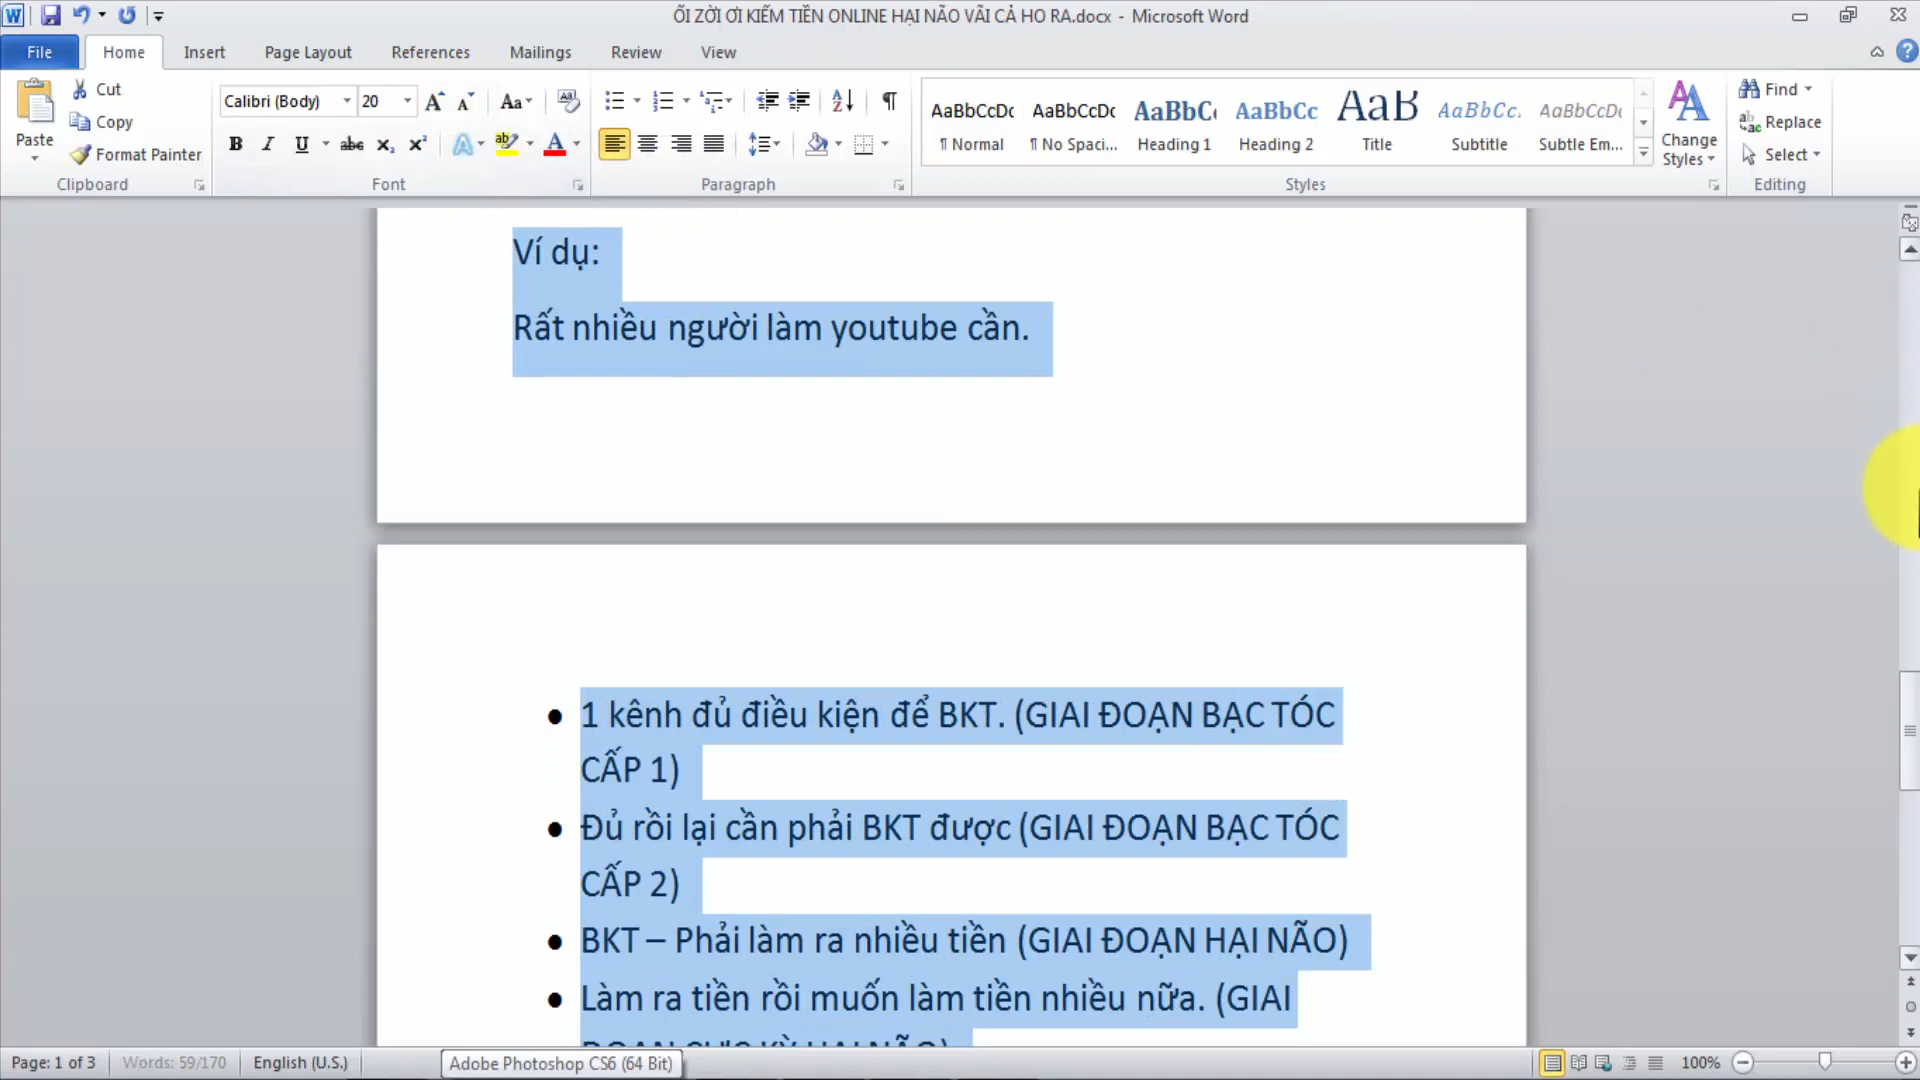 ỐI ZỜI ƠI KIẾM TIỀN ONLINE HẠI NÃO VÃI CẢ HO RA.docx - Microsoft Word
File Home Insert Page Layout References Mailings Review View
Paste
Cut
Copy
Format Painter
Clipboard
Calibri (Body) 20
Font
Paragraph
AaBbCcDc AaBbCcDc AaBbC AaBbCc AaB AaBbCc. AaBbCcDc
¶ Normal ¶ No Spaci... Heading 1 Heading 2 Title Subtitle Subtle Em...
Change
Styles
Styles
Find
Replace
Select
Editing
Ví dụ:
Rất nhiều người làm youtube cần.
• 1 kênh đủ điều kiện để BKT. (GIAI ĐOẠN BẠC TÓC
CẤP 1)
• Đủ rồi lại cần phải BKT được (GIAI ĐOẠN BẠC TÓC
CẤP 2)
• BKT – Phải làm ra nhiều tiền (GIAI ĐOẠN HẠI NÃO)
• Làm ra tiền rồi muốn làm tiền nhiều nữa. (GIAI
ĐOẠN CỰC KỲ HẠI NÃO)
Page: 1 of 3 Words: 59/170 English (U.S.) Adobe Photoshop CS6 (64 Bit) 100%